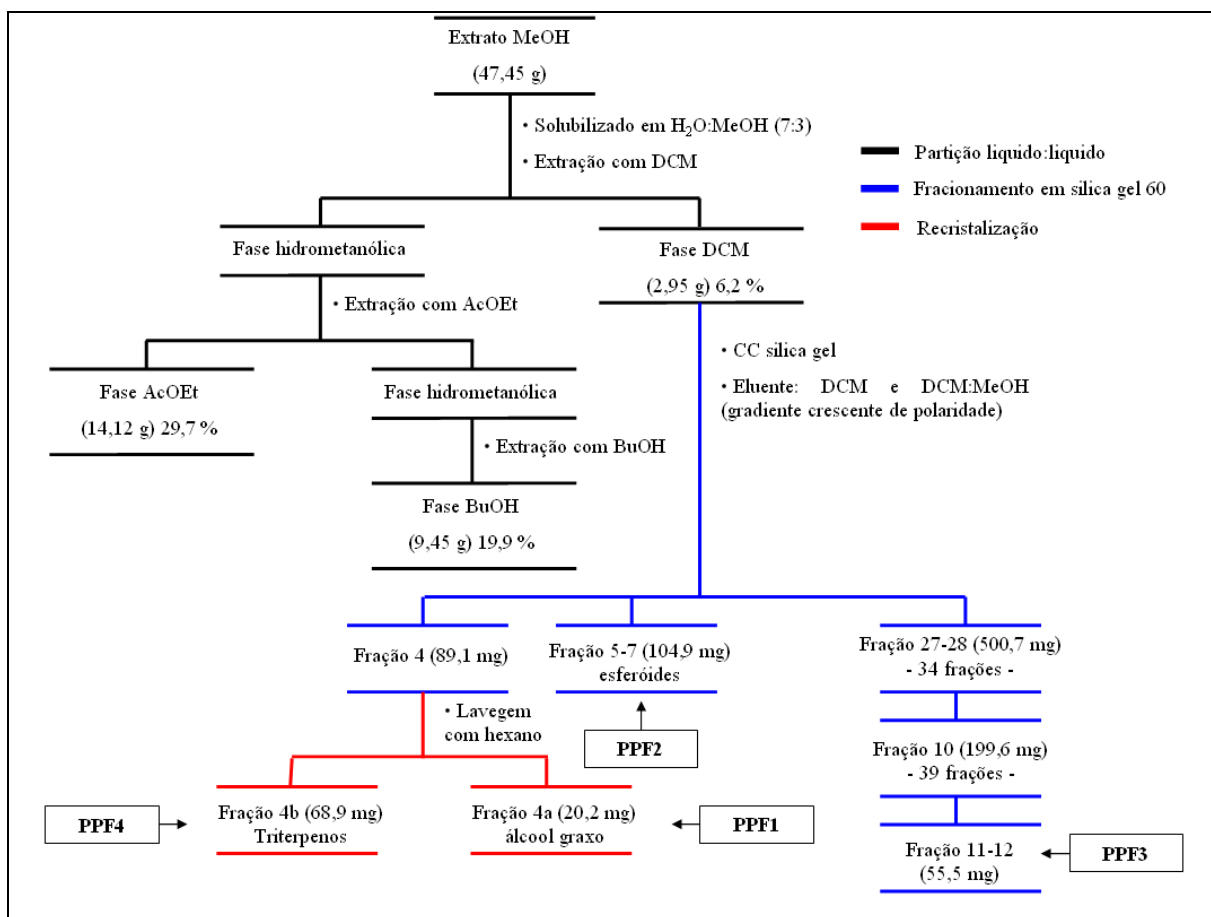 Extrato MeOH
(47,45 g)
• Solubilizado em H₂O:MeOH (7:3)
• Extração com DCM
Partição liquido:liquido
Fracionamento em silica gel 60
Recristalização
Fase hidrometanólica
Fase DCM
(2,95 g) 6,2 %
• Extração com AcOEt
• CC silica gel
• Eluente: DCM e DCM:MeOH
(gradiente crescente de polaridade)
Fase AcOEt
(14,12 g) 29,7 %
Fase hidrometanólica
• Extração com BuOH
Fase BuOH
(9,45 g) 19,9 %
Fração 4 (89,1 mg)
Fração 5-7 (104,9 mg)
esferóides
Fração 27-28 (500,7 mg)
- 34 frações -
• Lavegem
com hexano
PPF2
Fração 10 (199,6 mg)
- 39 frações -
PPF4
Fração 4b (68,9 mg)
Triterpenos
Fração 4a (20,2 mg)
álcool graxo
PPF1
Fração 11-12
(55,5 mg)
PPF3